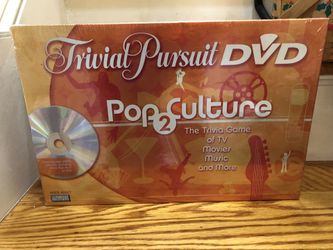 Trivial Pursuit DVD
Pop 2 Culture
The Trivia Game
of TV
Movies
Music
and More